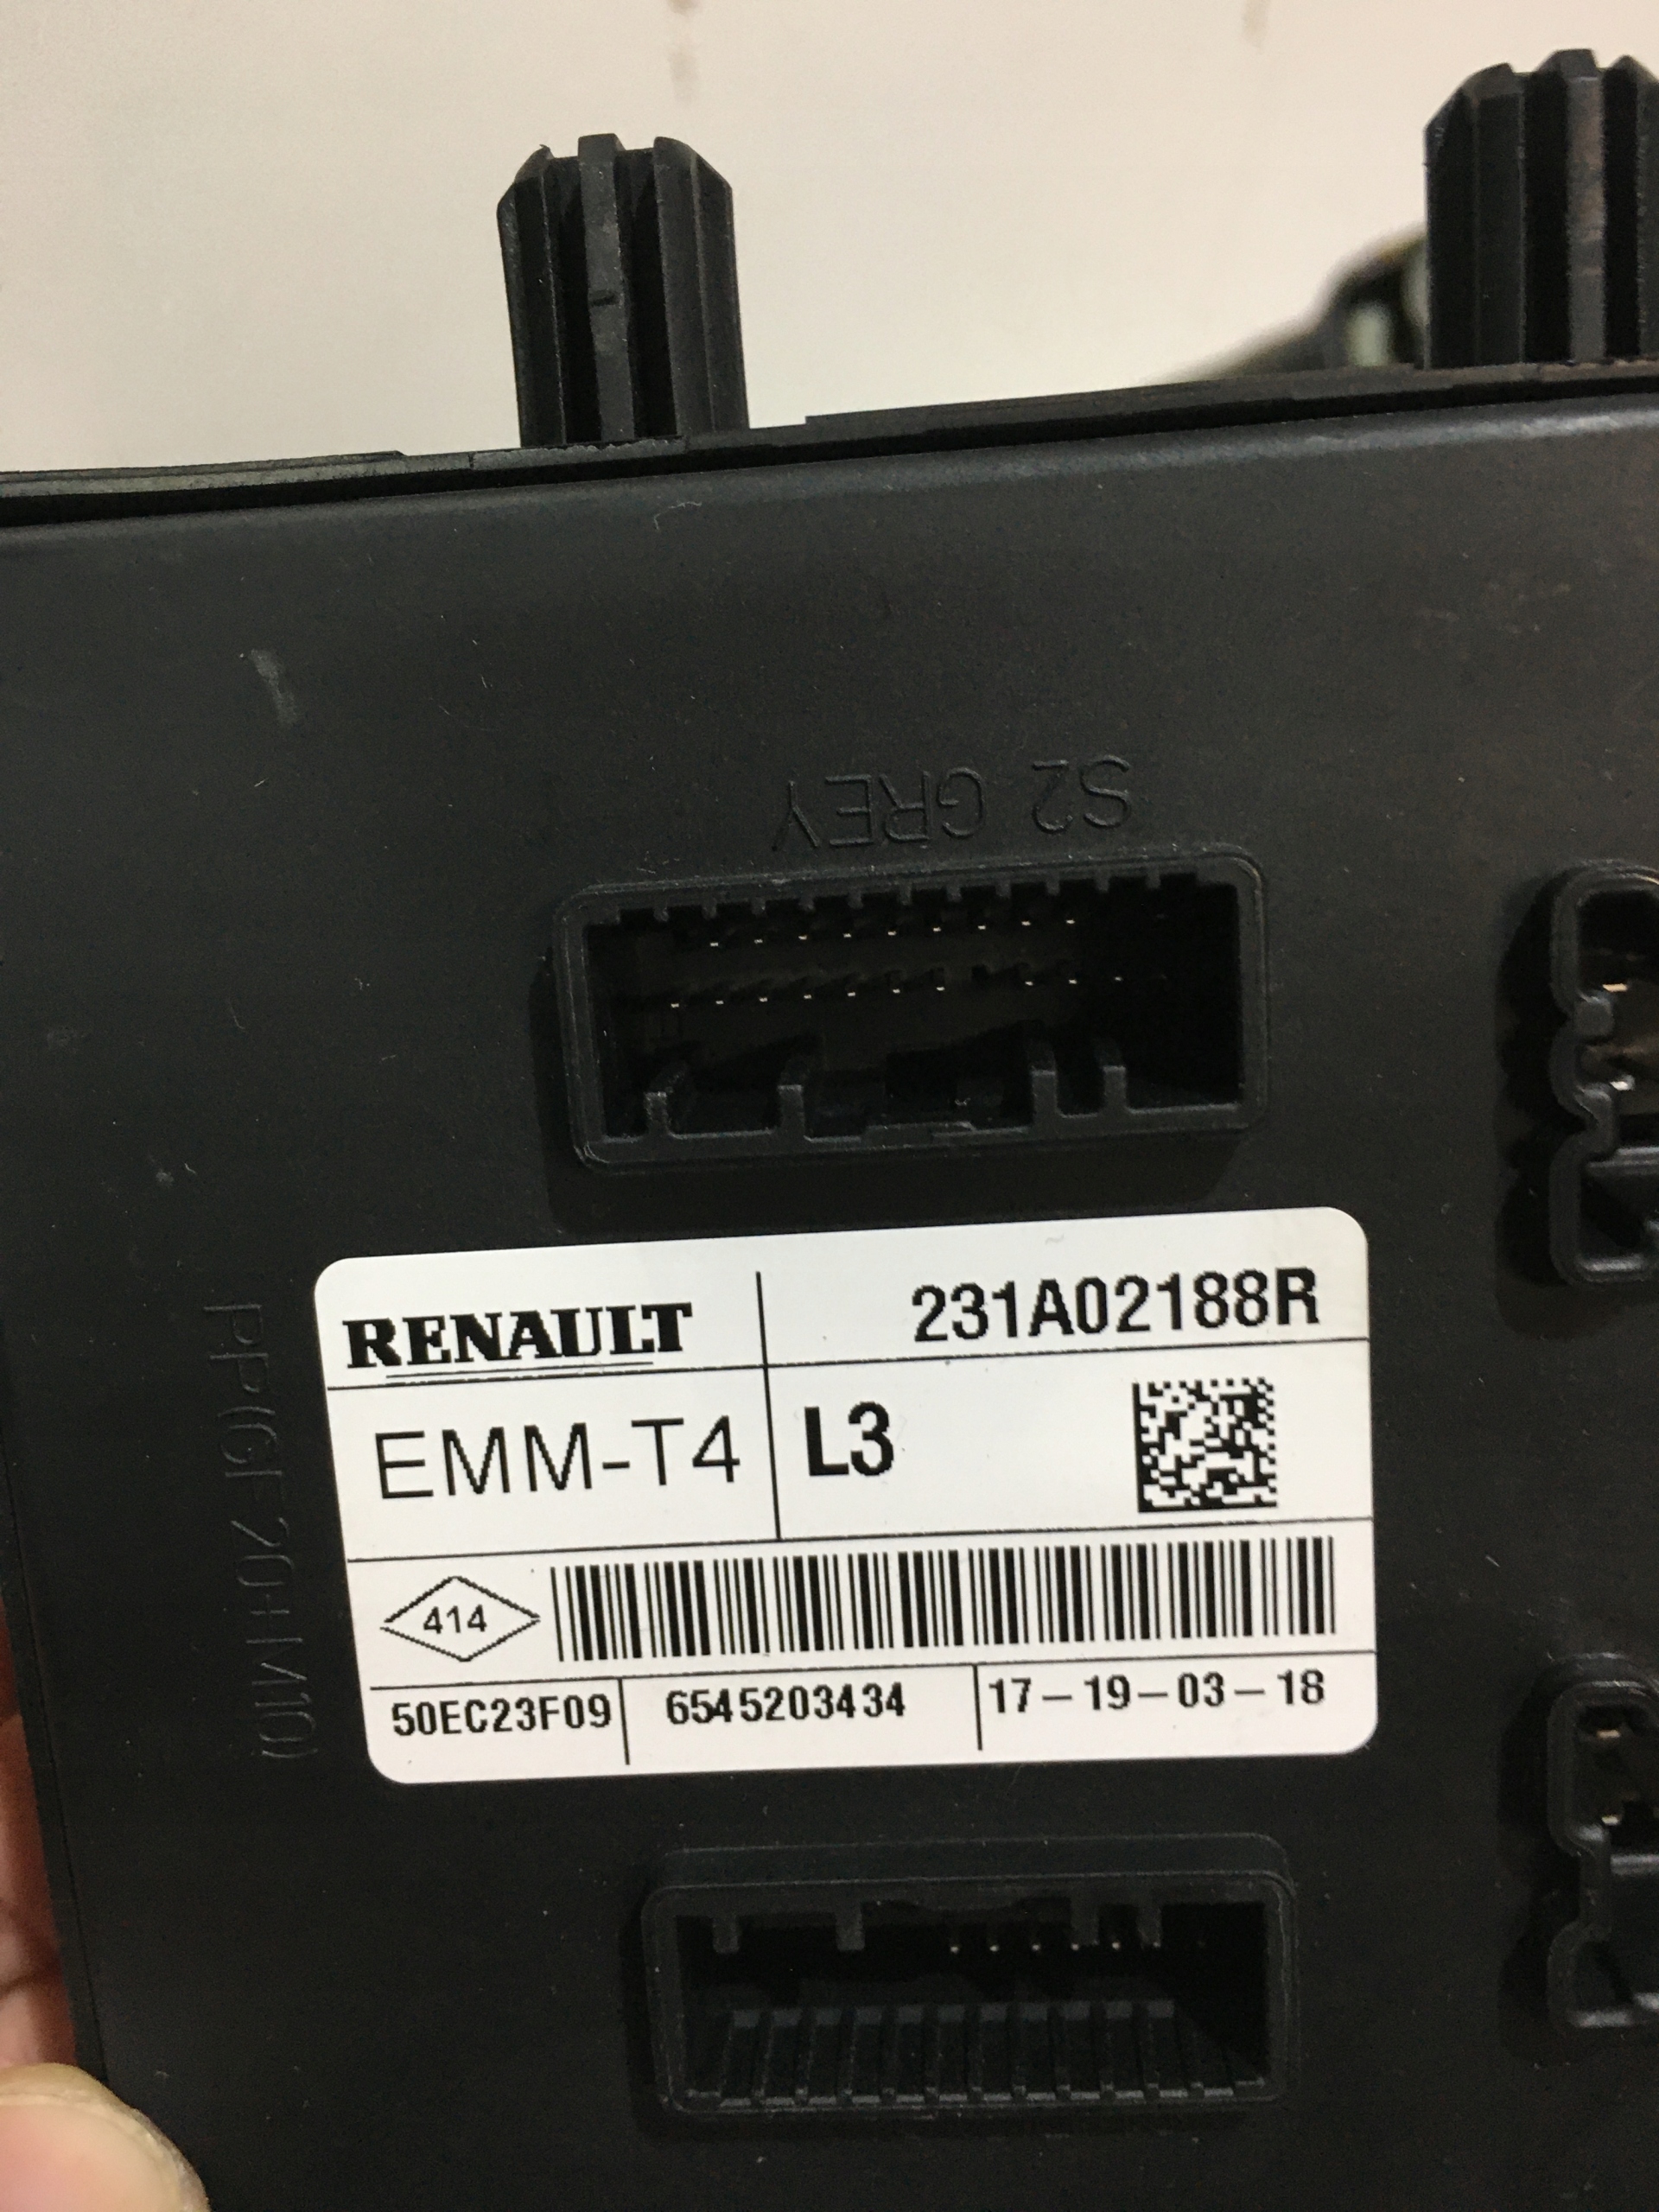 S2 GREY
RENAULT 231A02188R
EMM-T4 L3
414
50EC23F09 6545203434 17-19-03-18